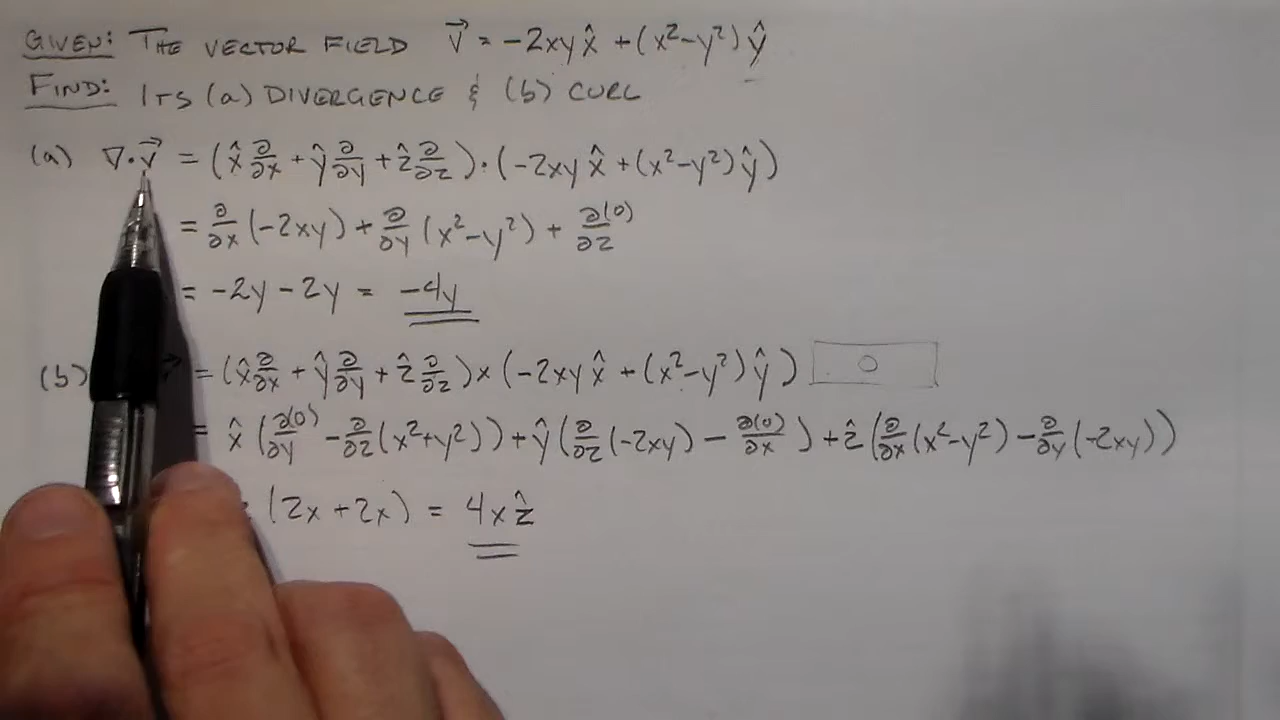 GIVEN: THE VECTOR FIELD v⃗ = -2xy x̂ + (x²-y²) ŷ
FIND: ITS (a) DIVERGENCE & (b) CURL
(a) ∇·v⃗ = (x̂ ∂/∂x + ŷ ∂/∂y + ẑ ∂/∂z)·(-2xy x̂ + (x²-y²) ŷ)
= ∂/∂x (-2xy) + ∂/∂y (x²-y²) + ∂(0)/∂z
= -2y - 2y = -4y
(b) = (x̂ ∂/∂x + ŷ ∂/∂y + ẑ ∂/∂z) × (-2xy x̂ + (x²-y²) ŷ) 0
= x̂ (∂(0)/∂y - ∂/∂z (x²+y²)) + ŷ (∂/∂z (-2xy) - ∂(0)/∂x) + ẑ (∂/∂x (x²-y²) - ∂/∂y (-2xy))
(2x + 2x) = 4x ẑ